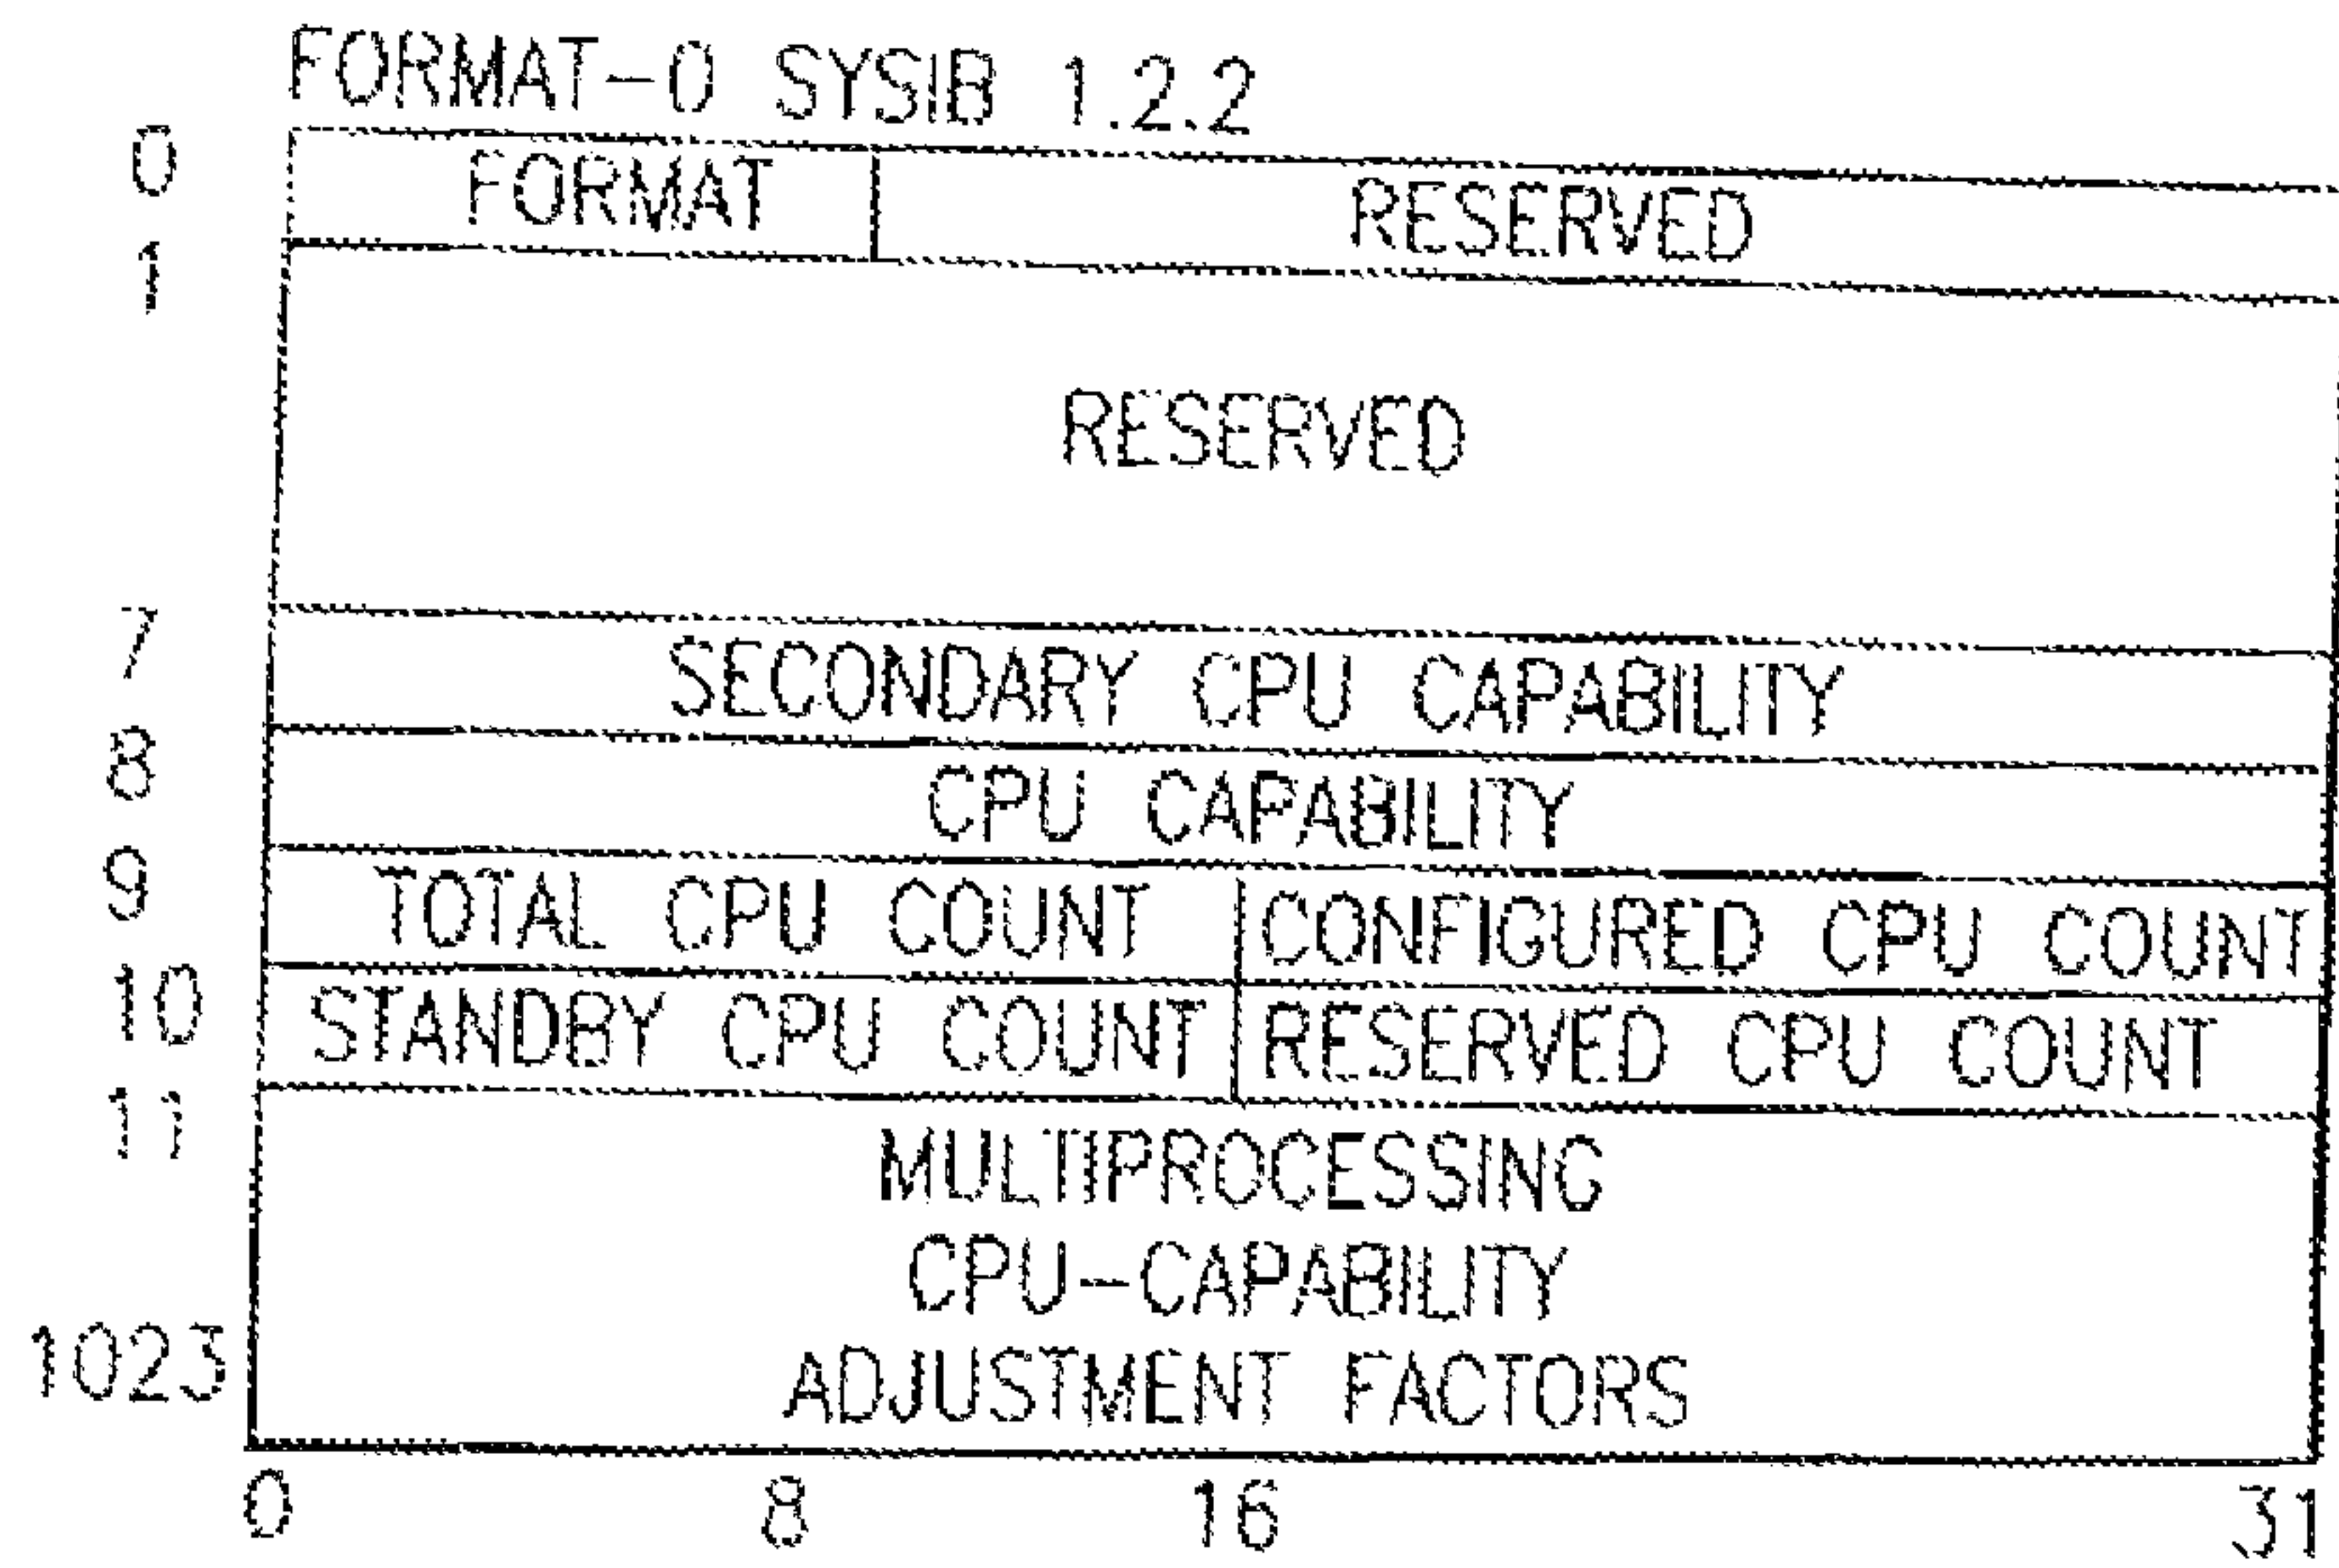 FORMAT-0 SYSIB 1.2.2
0 FORMAT RESERVED
1
RESERVED
7 SECONDARY CPU CAPABILITY
8 CPU CAPABILITY
9 TOTAL CPU COUNT CONFIGURED CPU COUNT
10 STANDBY CPU COUNT RESERVED CPU COUNT
11 MULTIPROCESSING
CPU-CAPABILITY
1023 ADJUSTMENT FACTORS
0 8 16 31